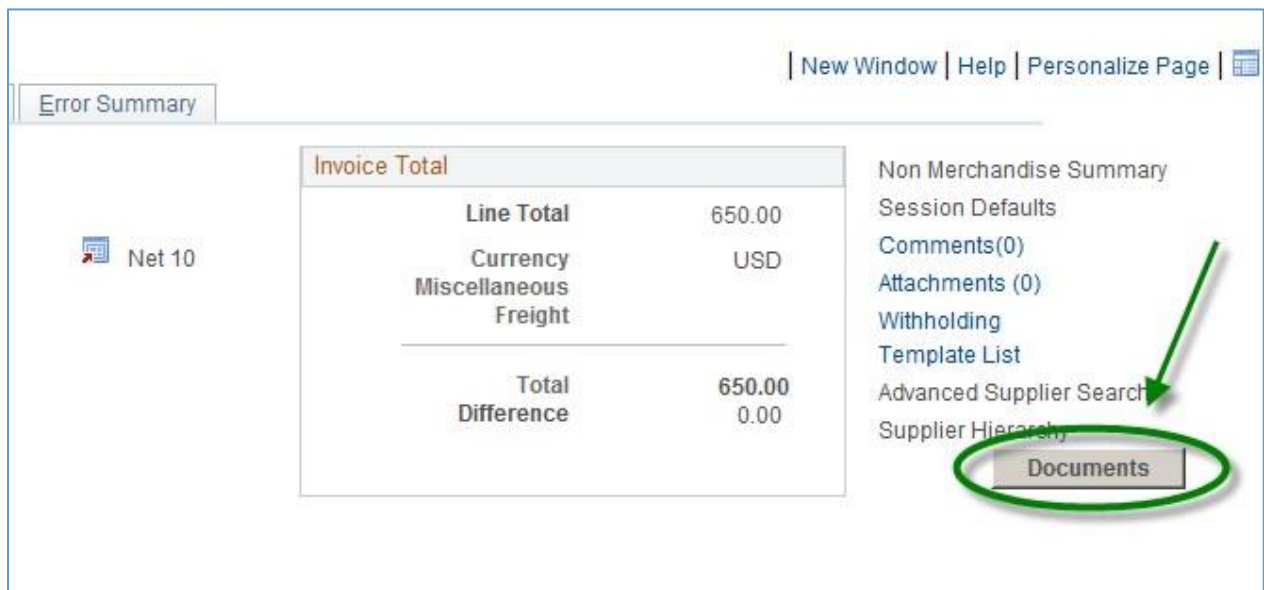 | New Window | Help | Personalize Page |
Error Summary
Net 10
Invoice Total
Line Total 650.00
Currency USD
Miscellaneous
Freight
Total 650.00
Difference 0.00
Non Merchandise Summary
Session Defaults
Comments(0)
Attachments (0)
Withholding
Template List
Advanced Supplier Search
Supplier Hierarchy
Documents